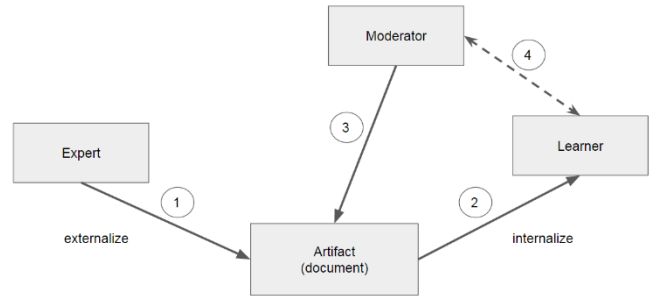 Moderator
4
3
Expert
Learner
1
2
externalize
internalize
Artifact
(document)